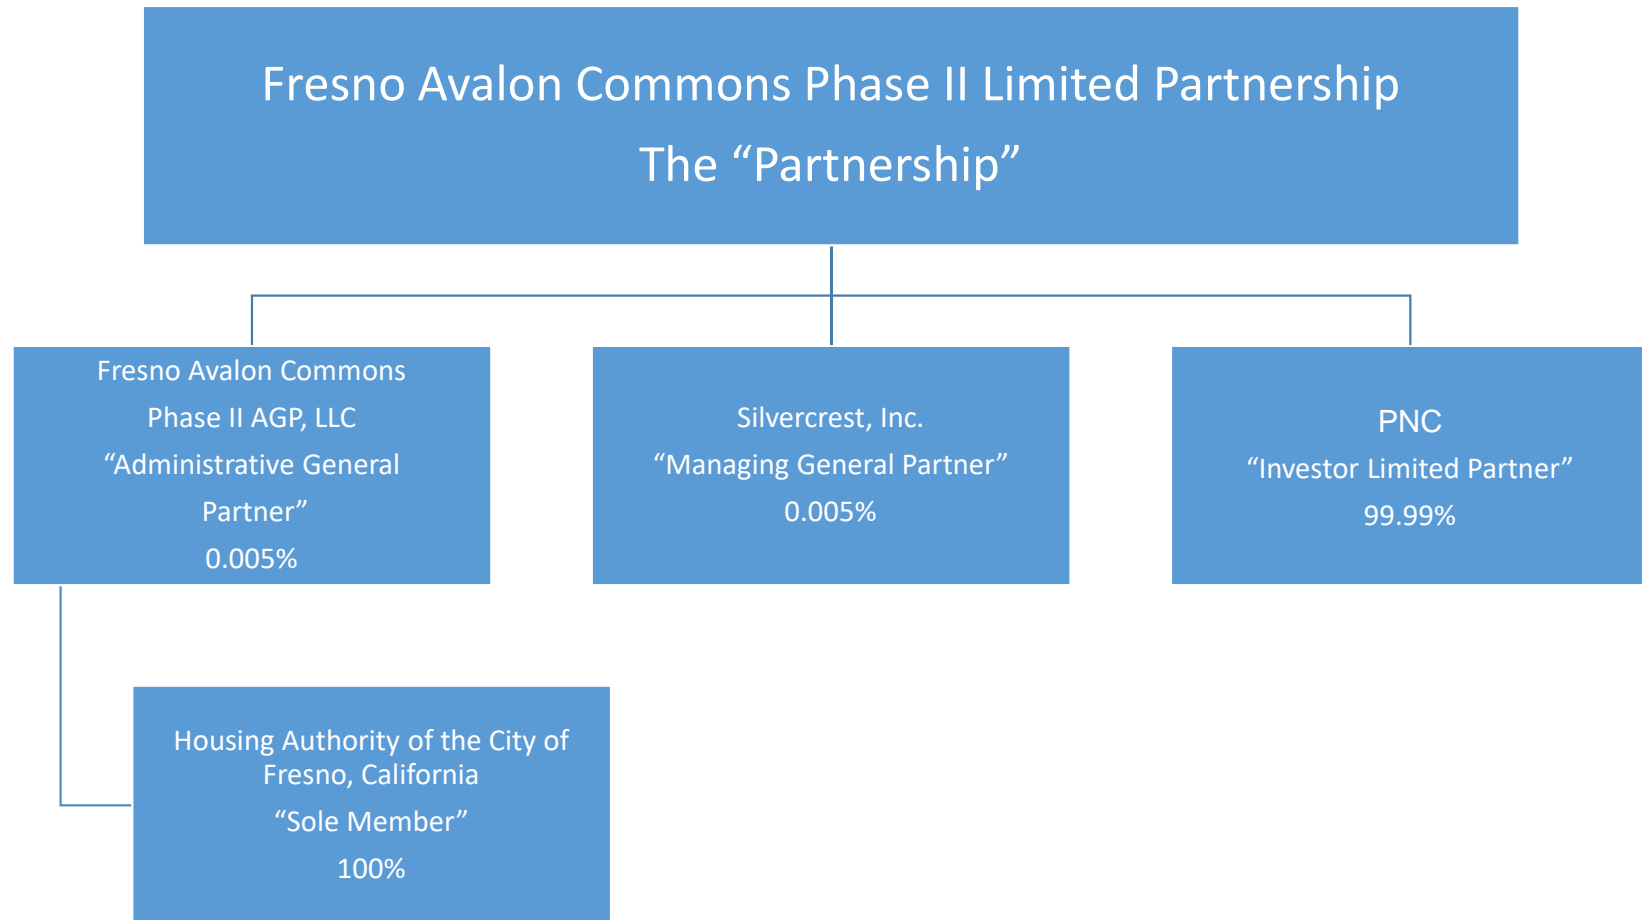 Fresno Avalon Commons Phase II Limited Partnership
The “Partnership”
Fresno Avalon Commons
Phase II AGP, LLC
“Administrative General
Partner”
0.005%
Silvercrest, Inc.
“Managing General Partner”
0.005%
PNC
“Investor Limited Partner”
99.99%
Housing Authority of the City of
Fresno, California
“Sole Member”
100%